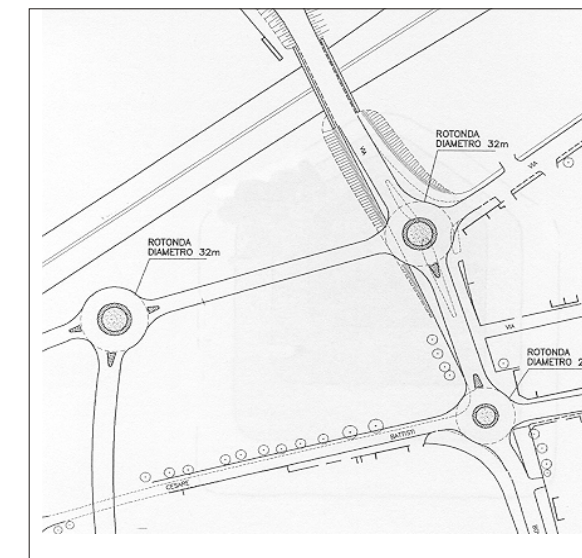 ROTONDA
DIAMETRO 32m
VIA
VIA
ROTONDA
DIAMETRO 32m
VIA
ROTONDA
DIAMETRO 2
BATTISTI
CESARE